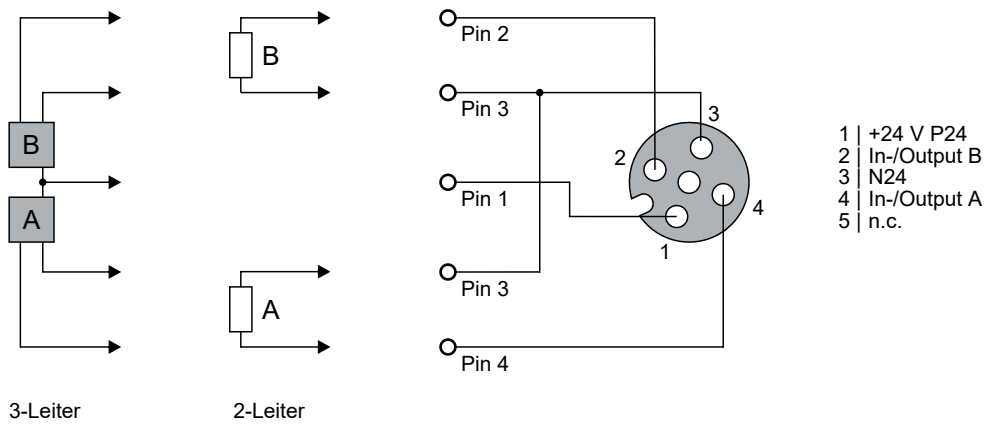 Pin 2
B
Pin 3
3
1 | +24 V P24
B
2
2 | In-/Output B
Pin 1
3 | N24
A
4
4 | In-/Output A
5 | n.c.
1
Pin 3
A
Pin 4
3-Leiter
2-Leiter